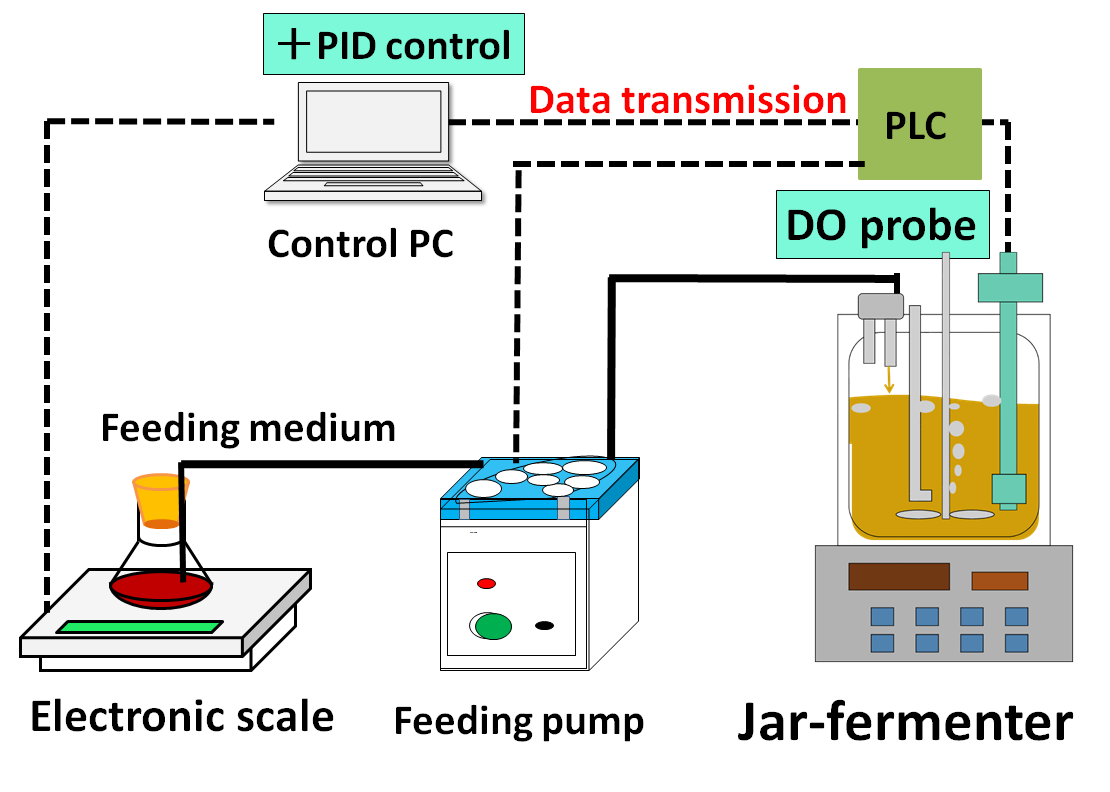 ＋PID control
Data transmission
PLC
DO probe
Control PC
Feeding medium
Electronic scale
Feeding pump
Jar-fermenter